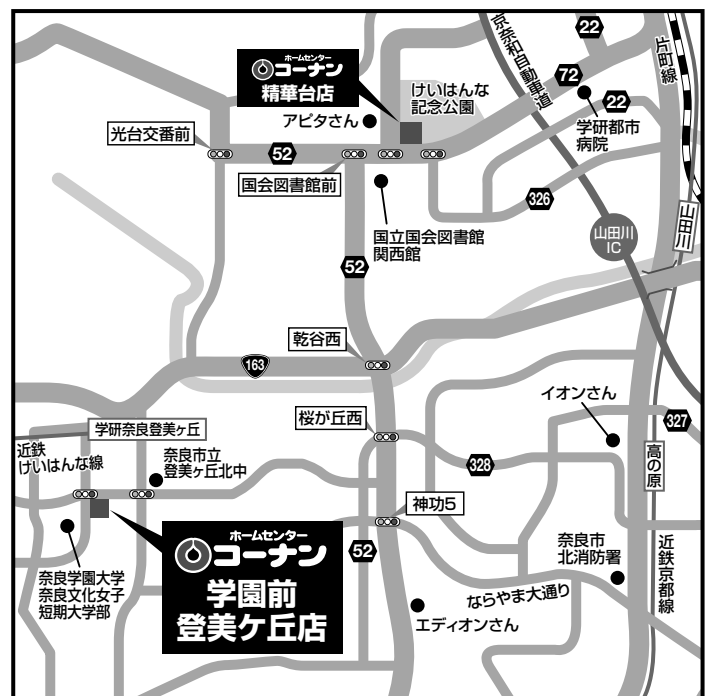 22
京奈和自動車道
片町線
72
22
ホームセンター
コーナン
精華台店
けいはんな
記念公園
アピタさん
学研都市
病院
光台交番前
52
国会図書館前
326
山田川
山田川
IC
国立国会図書館
関西館
52
乾谷西
163
イオンさん
桜が丘西
327
学研奈良登美ヶ丘
近鉄
けいはんな線
奈良市立
登美ヶ丘北中
328
高の原
神功5
ホームセンター
コーナン
学園前
登美ケ丘店
52
奈良市
北消防署
近鉄京都線
奈良学園大学
奈良文化女子
短期大学部
ならやま大通り
エディオンさん